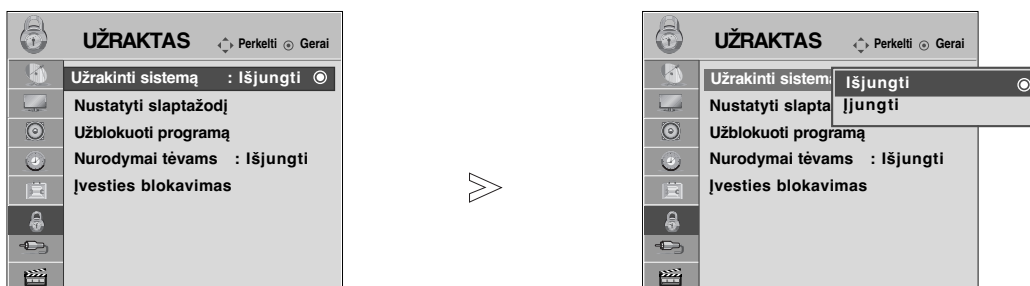 UŽRAKTAS Perkelti Gerai
Užrakinti sistemą : Išjungti
Nustatyti slaptažodį
Užblokuoti programą
Nurodymai tėvams : Išjungti
Įvesties blokavimas
UŽRAKTAS Perkelti Gerai
Užrakinti sistem
Išjungti
Nustatyti slapta
Įjungti
Užblokuoti programą
Nurodymai tėvams : Išjungti
Įvesties blokavimas